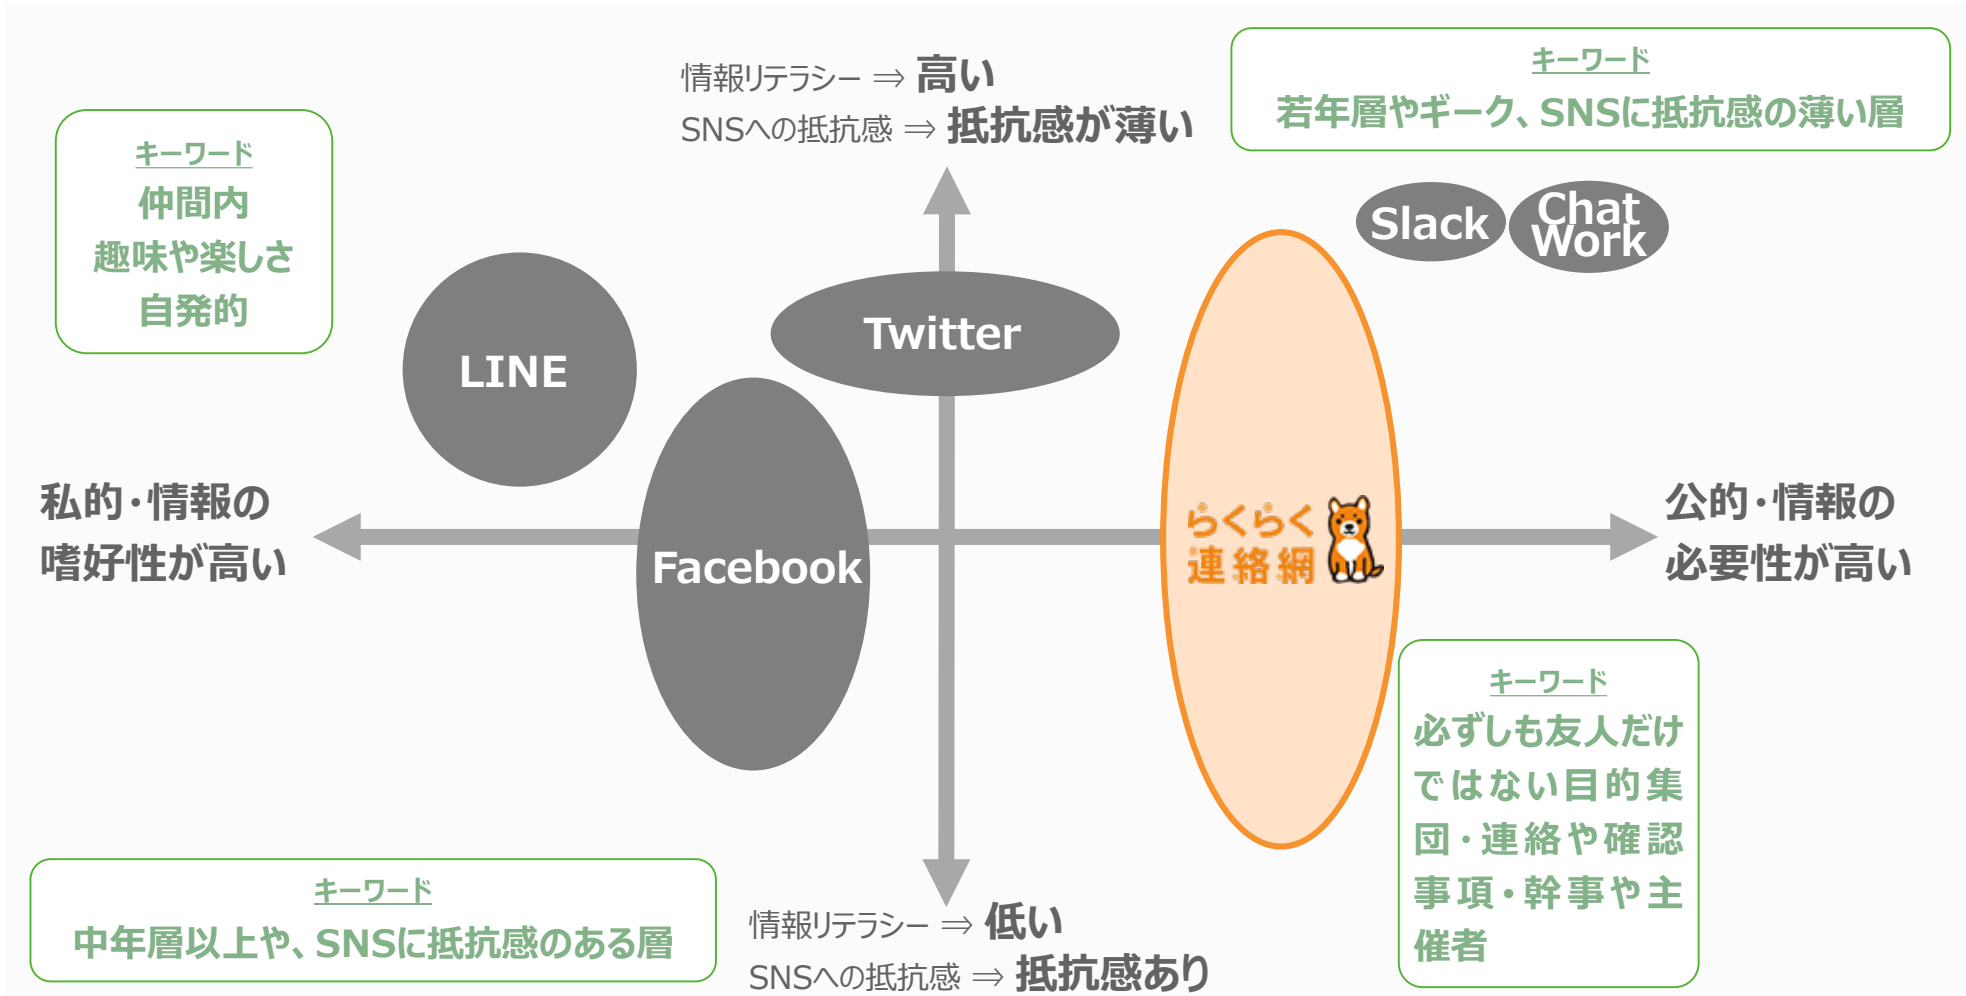 情報リテラシー ⇒ 高い
SNSへの抵抗感 ⇒ 抵抗感が薄い
キーワード
若年層やギーク、SNSに抵抗感の薄い層
キーワード
仲間内
趣味や楽しさ
自発的
Slack
Chat
Work
Twitter
LINE
私的・情報の
嗜好性が高い
Facebook
らくらく
連絡網
公的・情報の
必要性が高い
キーワード
必ずしも友人だけ
ではない目的集
団・連絡や確認
事項・幹事や主
催者
キーワード
中年層以上や、SNSに抵抗感のある層
情報リテラシー ⇒ 低い
SNSへの抵抗感 ⇒ 抵抗感あり